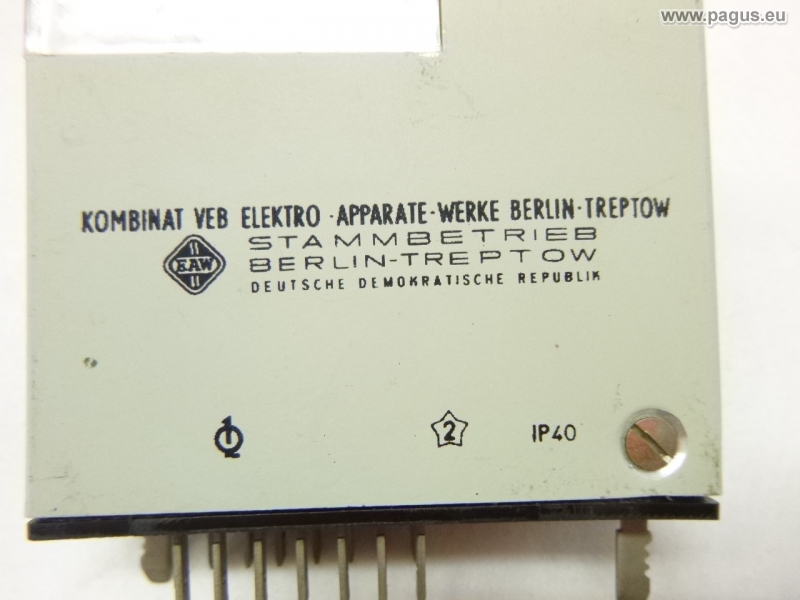 www.pagus.eu
KOMBINAT VEB ELEKTRO-APPARATE-WERKE BERLIN-TREPTOW
STAMMBETRIEB
EAW
BERLIN-TREPTOW
DEUTSCHE DEMOKRATISCHE REPUBLIK
2
IP40